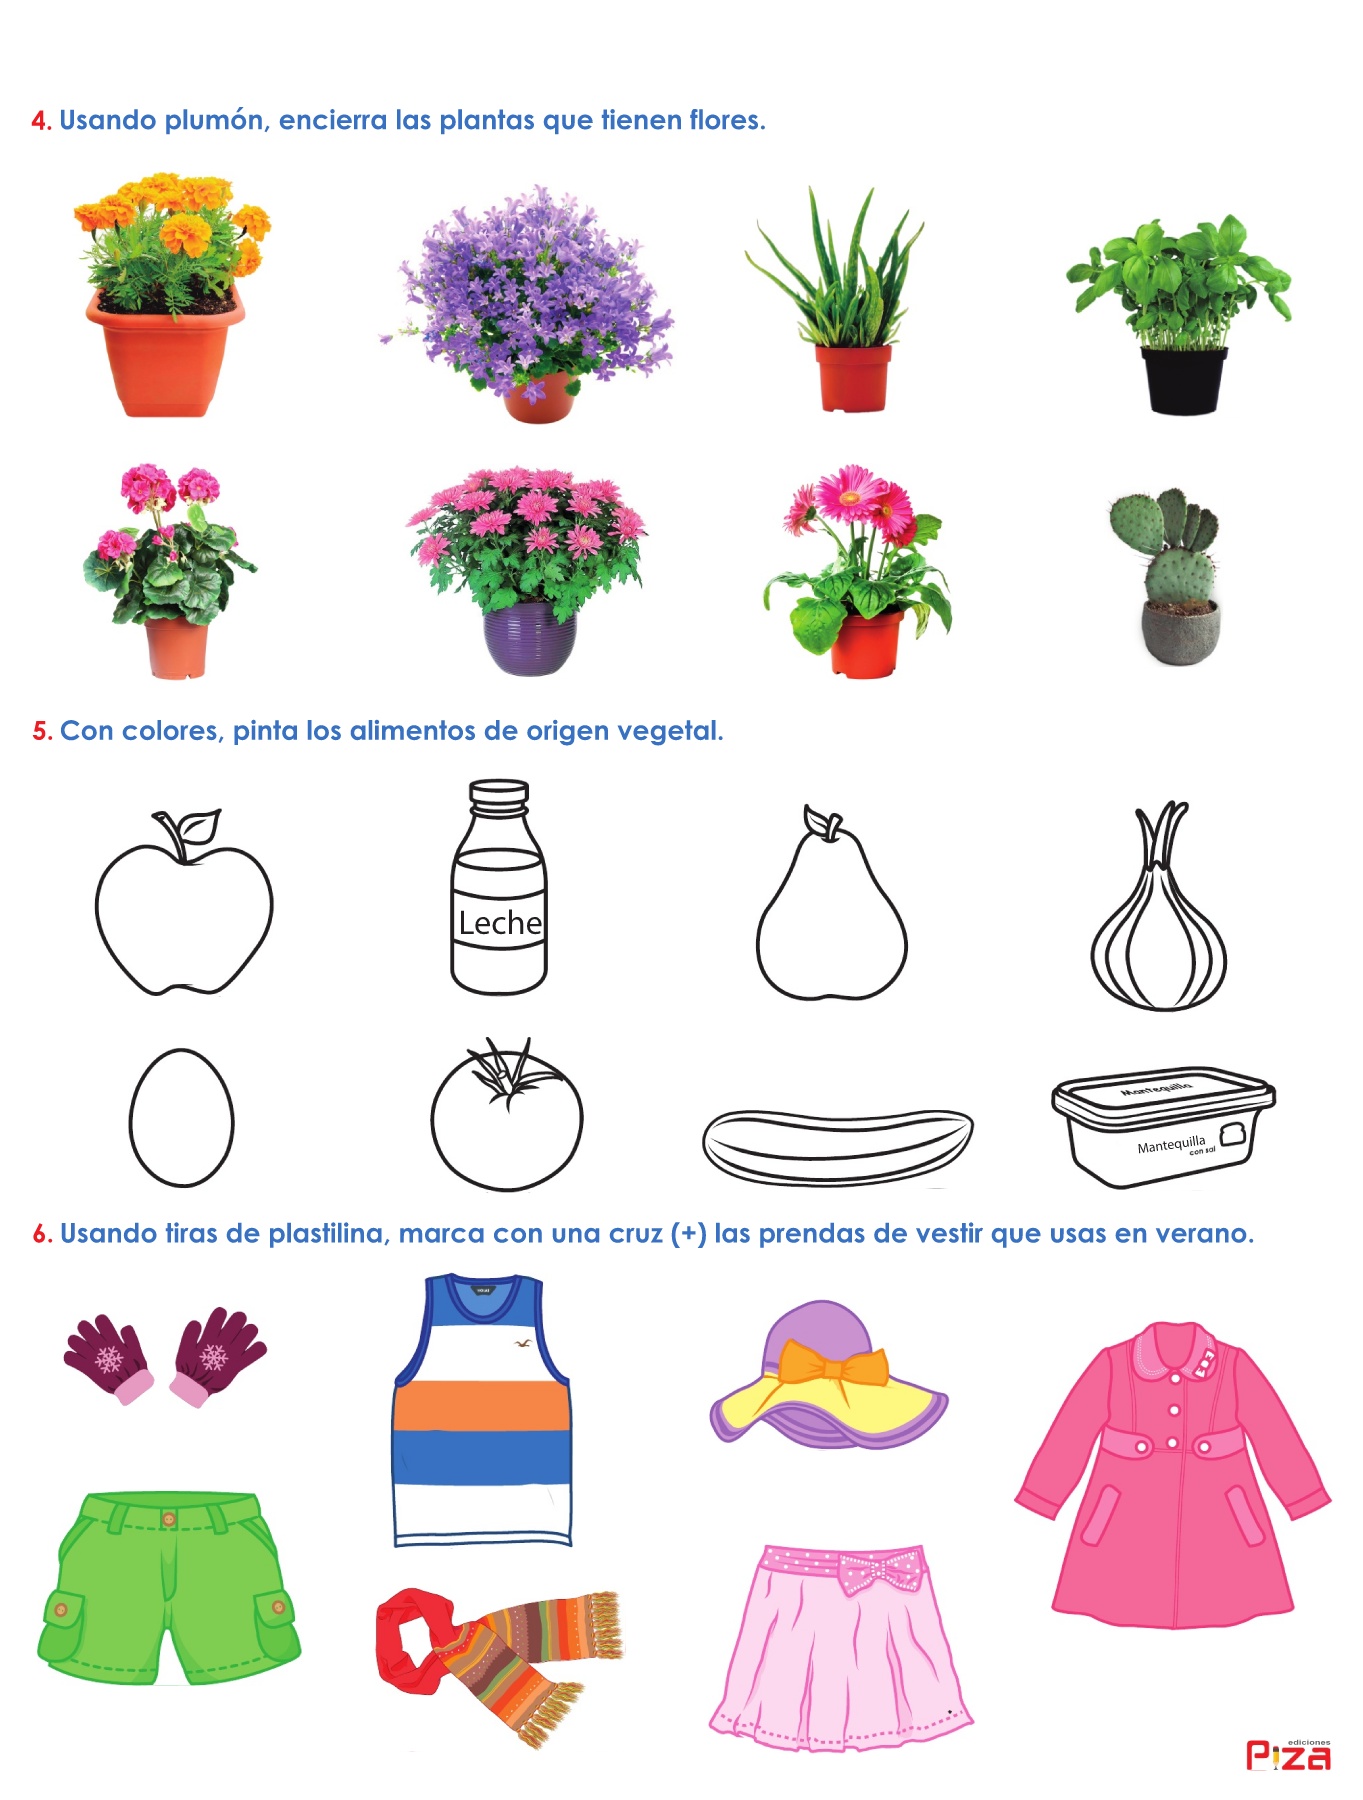 4. Usando plumón, encierra las plantas que tienen flores.
5. Con colores, pinta los alimentos de origen vegetal.
Leche
Mantequilla
Mantequilla
con sal
6. Usando tiras de plastilina, marca con una cruz (+) las prendas de vestir que usas en verano.
ediciones
Piza